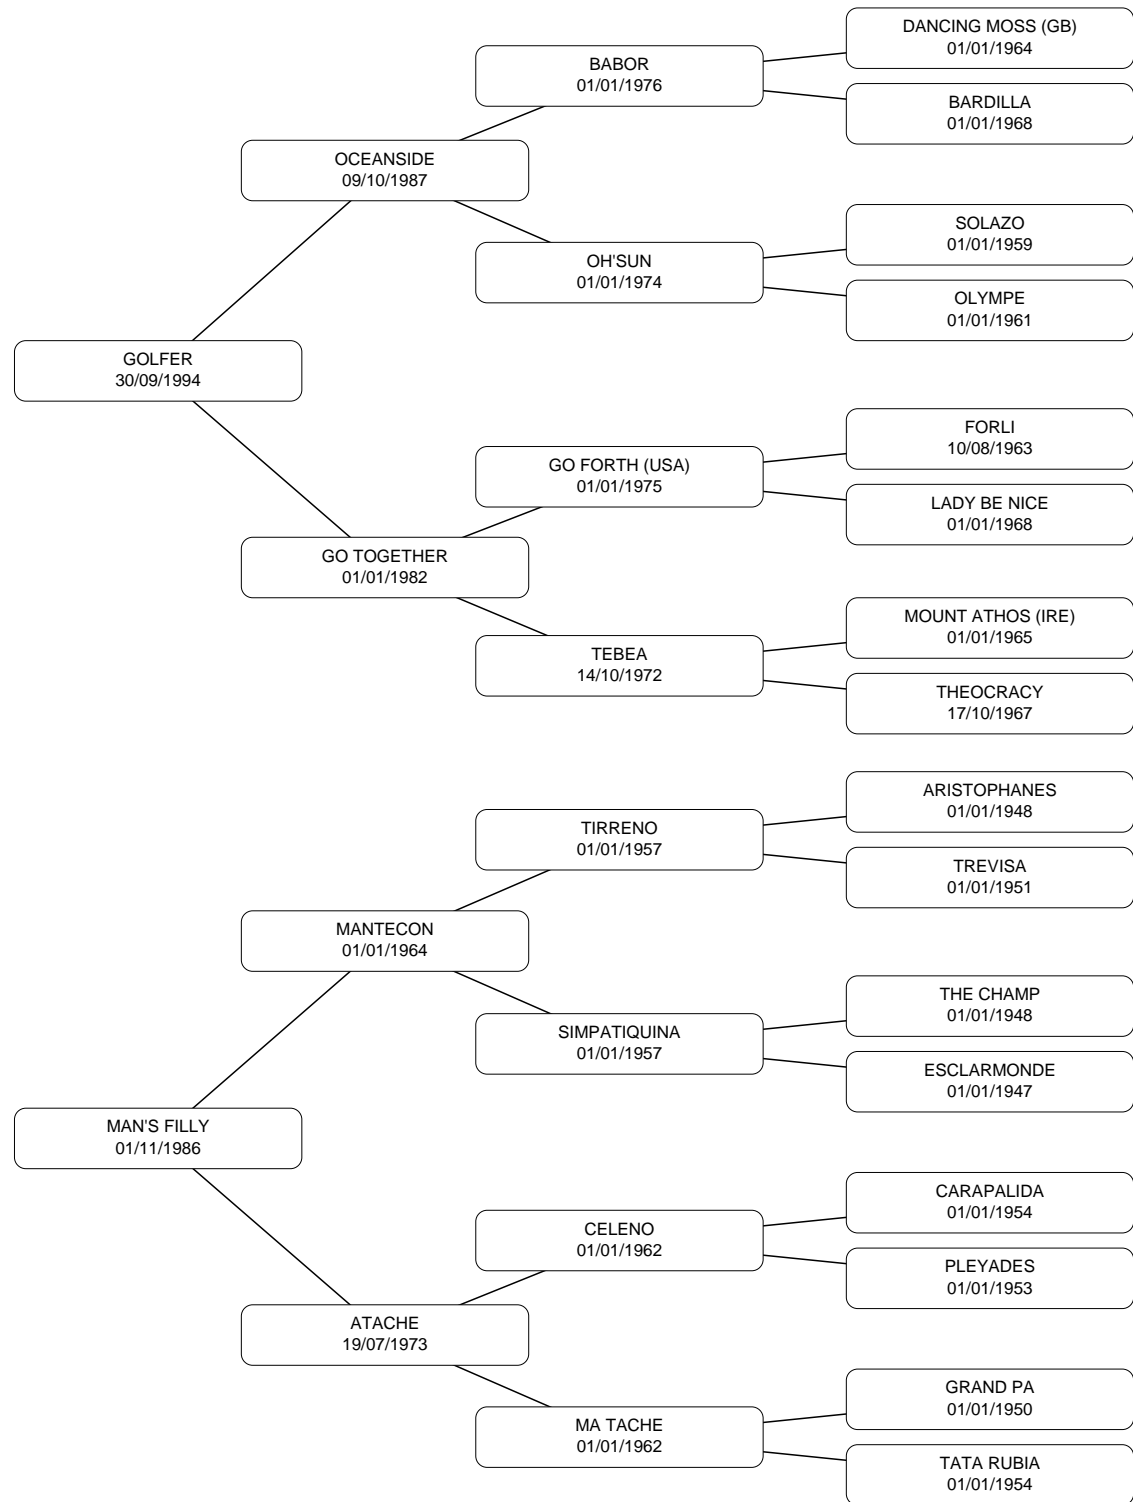 DANCING MOSS (GB)
01/01/1964
BABOR
01/01/1976
BARDILLA
01/01/1968
OCEANSIDE
09/10/1987
SOLAZO
01/01/1959
OH'SUN
01/01/1974
OLYMPE
01/01/1961
GOLFER
30/09/1994
FORLI
10/08/1963
GO FORTH (USA)
01/01/1975
LADY BE NICE
01/01/1968
GO TOGETHER
01/01/1982
MOUNT ATHOS (IRE)
01/01/1965
TEBEA
14/10/1972
THEOCRACY
17/10/1967
ARISTOPHANES
01/01/1948
TIRRENO
01/01/1957
TREVISA
01/01/1951
MANTECON
01/01/1964
THE CHAMP
01/01/1948
SIMPATIQUINA
01/01/1957
ESCLARMONDE
01/01/1947
MAN'S FILLY
01/11/1986
CARAPALIDA
01/01/1954
CELENO
01/01/1962
PLEYADES
01/01/1953
ATACHE
19/07/1973
GRAND PA
01/01/1950
MA TACHE
01/01/1962
TATA RUBIA
01/01/1954